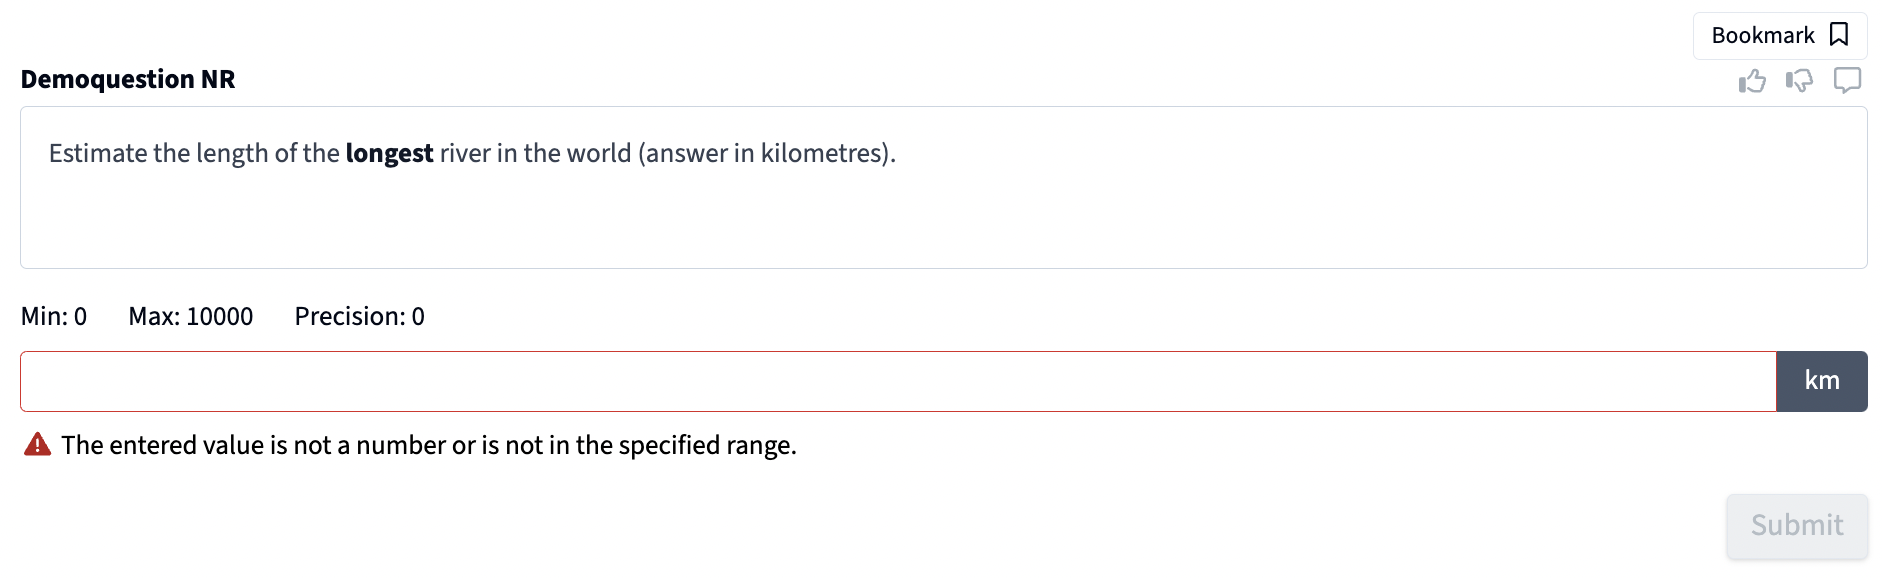 Bookmark
Demoquestion NR
Estimate the length of the longest river in the world (answer in kilometres).
Min: 0 Max: 10000 Precision: 0
km
The entered value is not a number or is not in the specified range.
Submit